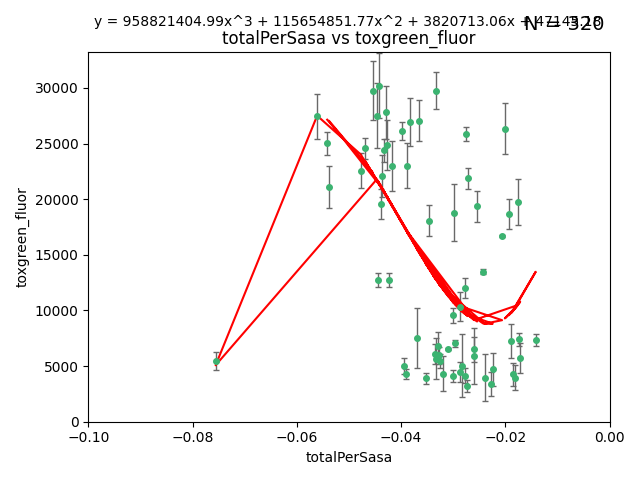 y = 958821404.99x^3 + 115654851.77x^2 + 3820713.06x +
N = 320
totalPerSasa vs toxgreen_fluor
30000
25000
20000
15000
10000
5000
0
toxgreen_fluor
−0.10 −0.08 −0.06 −0.04 −0.02 0.00
totalPerSasa